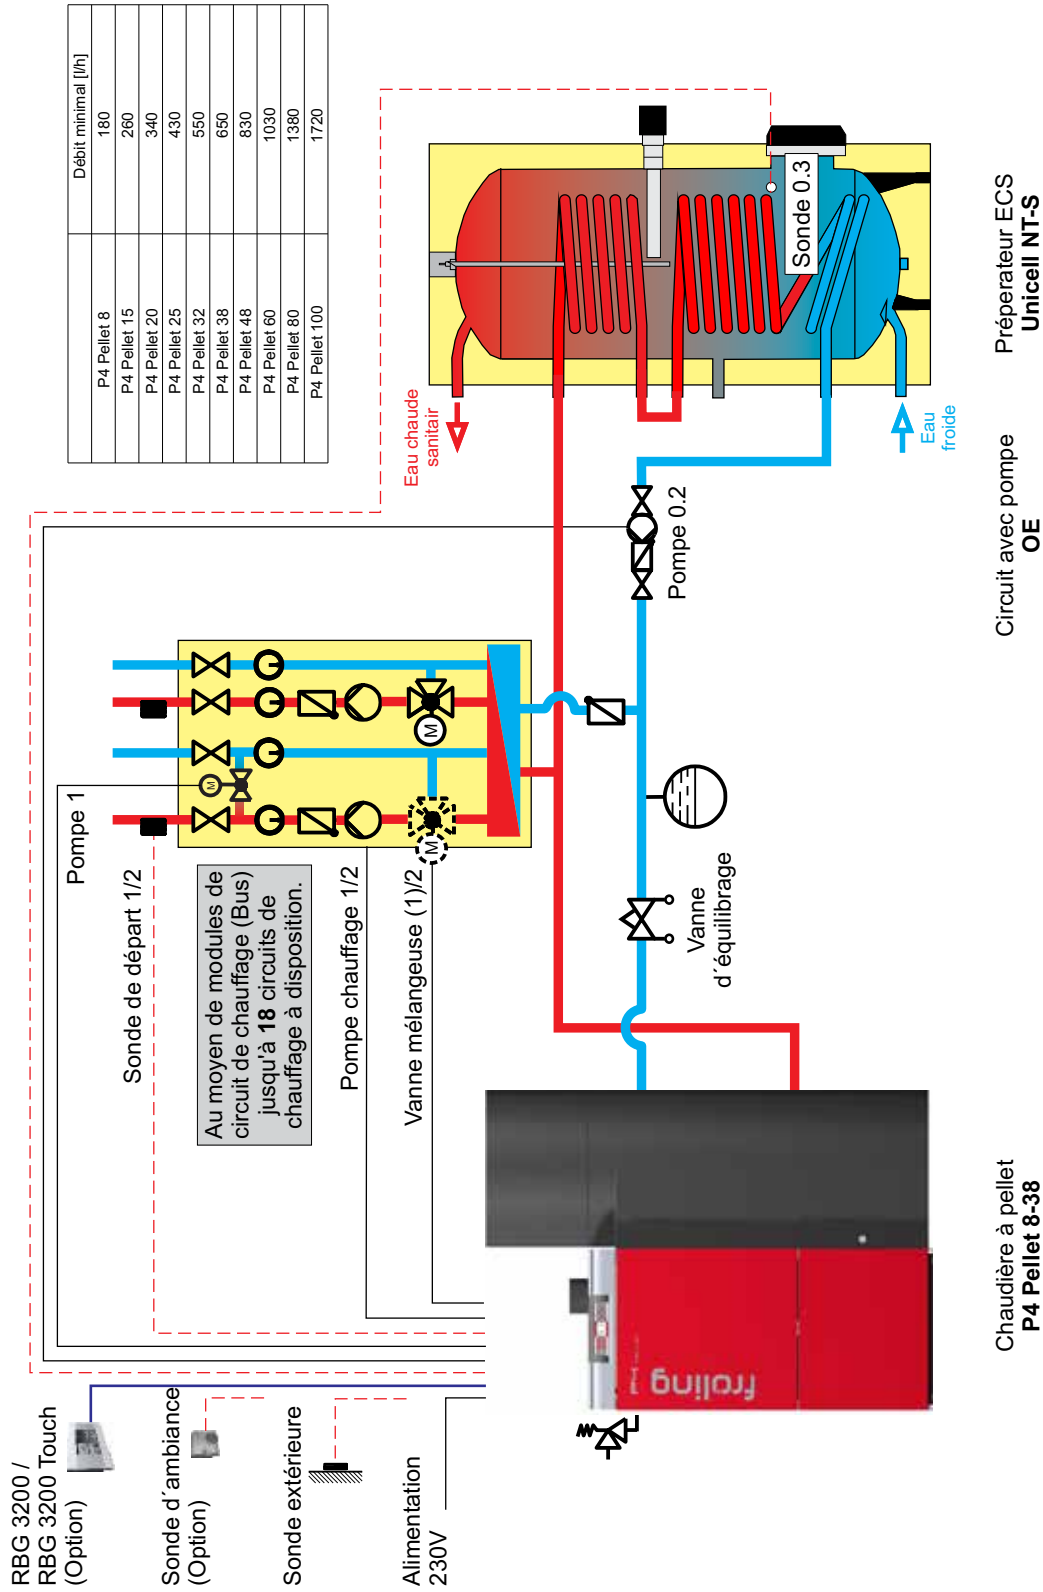 RBG 3200 /
RBG 3200 Touch
(Option)
Sonde d´ambiance
(Option)
Sonde extérieure
Alimentation
230V
Pompe 1
Sonde de départ 1/2
Au moyen de modules de
circuit de chauffage (Bus)
jusqu'à 18 circuits de
chauffage à disposition.
Pompe chauffage 1/2
Vanne mélangeuse (1)/2
M
M
M
Débit minimal [l/h]
P4 Pellet 8 180
P4 Pellet 15 260
P4 Pellet 20 340
P4 Pellet 25 430
P4 Pellet 32 550
P4 Pellet 38 650
P4 Pellet 48 830
P4 Pellet 60 1030
P4 Pellet 80 1380
P4 Pellet 100 1720
Eau chaude
sanitair
Sonde 0.3
Eau
froide
Pompe 0.2
Vanne
d´équilibrage
froling
Chaudière à pellet
P4 Pellet 8-38
Circuit avec pompe
OE
Préperateur ECS
Unicell NT-S